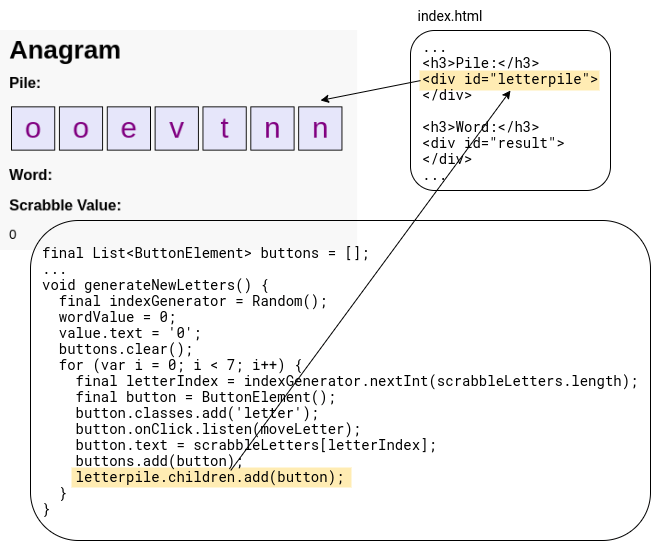 index.html
Anagram
Pile:
o o e v t n n
Word:
Scrabble Value:
0
...
<h3>Pile:</h3>
<div id="letterpile">
</div>
<h3>Word:</h3>
<div id="result">
</div>
...
final List<ButtonElement> buttons = [];
...
void generateNewLetters() {
  final indexGenerator = Random();
  wordValue = 0;
  value.text = '0';
  buttons.clear();
  for (var i = 0; i < 7; i++) {
    final letterIndex = indexGenerator.nextInt(scrabbleLetters.length);
    final button = ButtonElement();
    button.classes.add('letter');
    button.onClick.listen(moveLetter);
    button.text = scrabbleLetters[letterIndex];
    buttons.add(button);
    letterpile.children.add(button);
  }
}